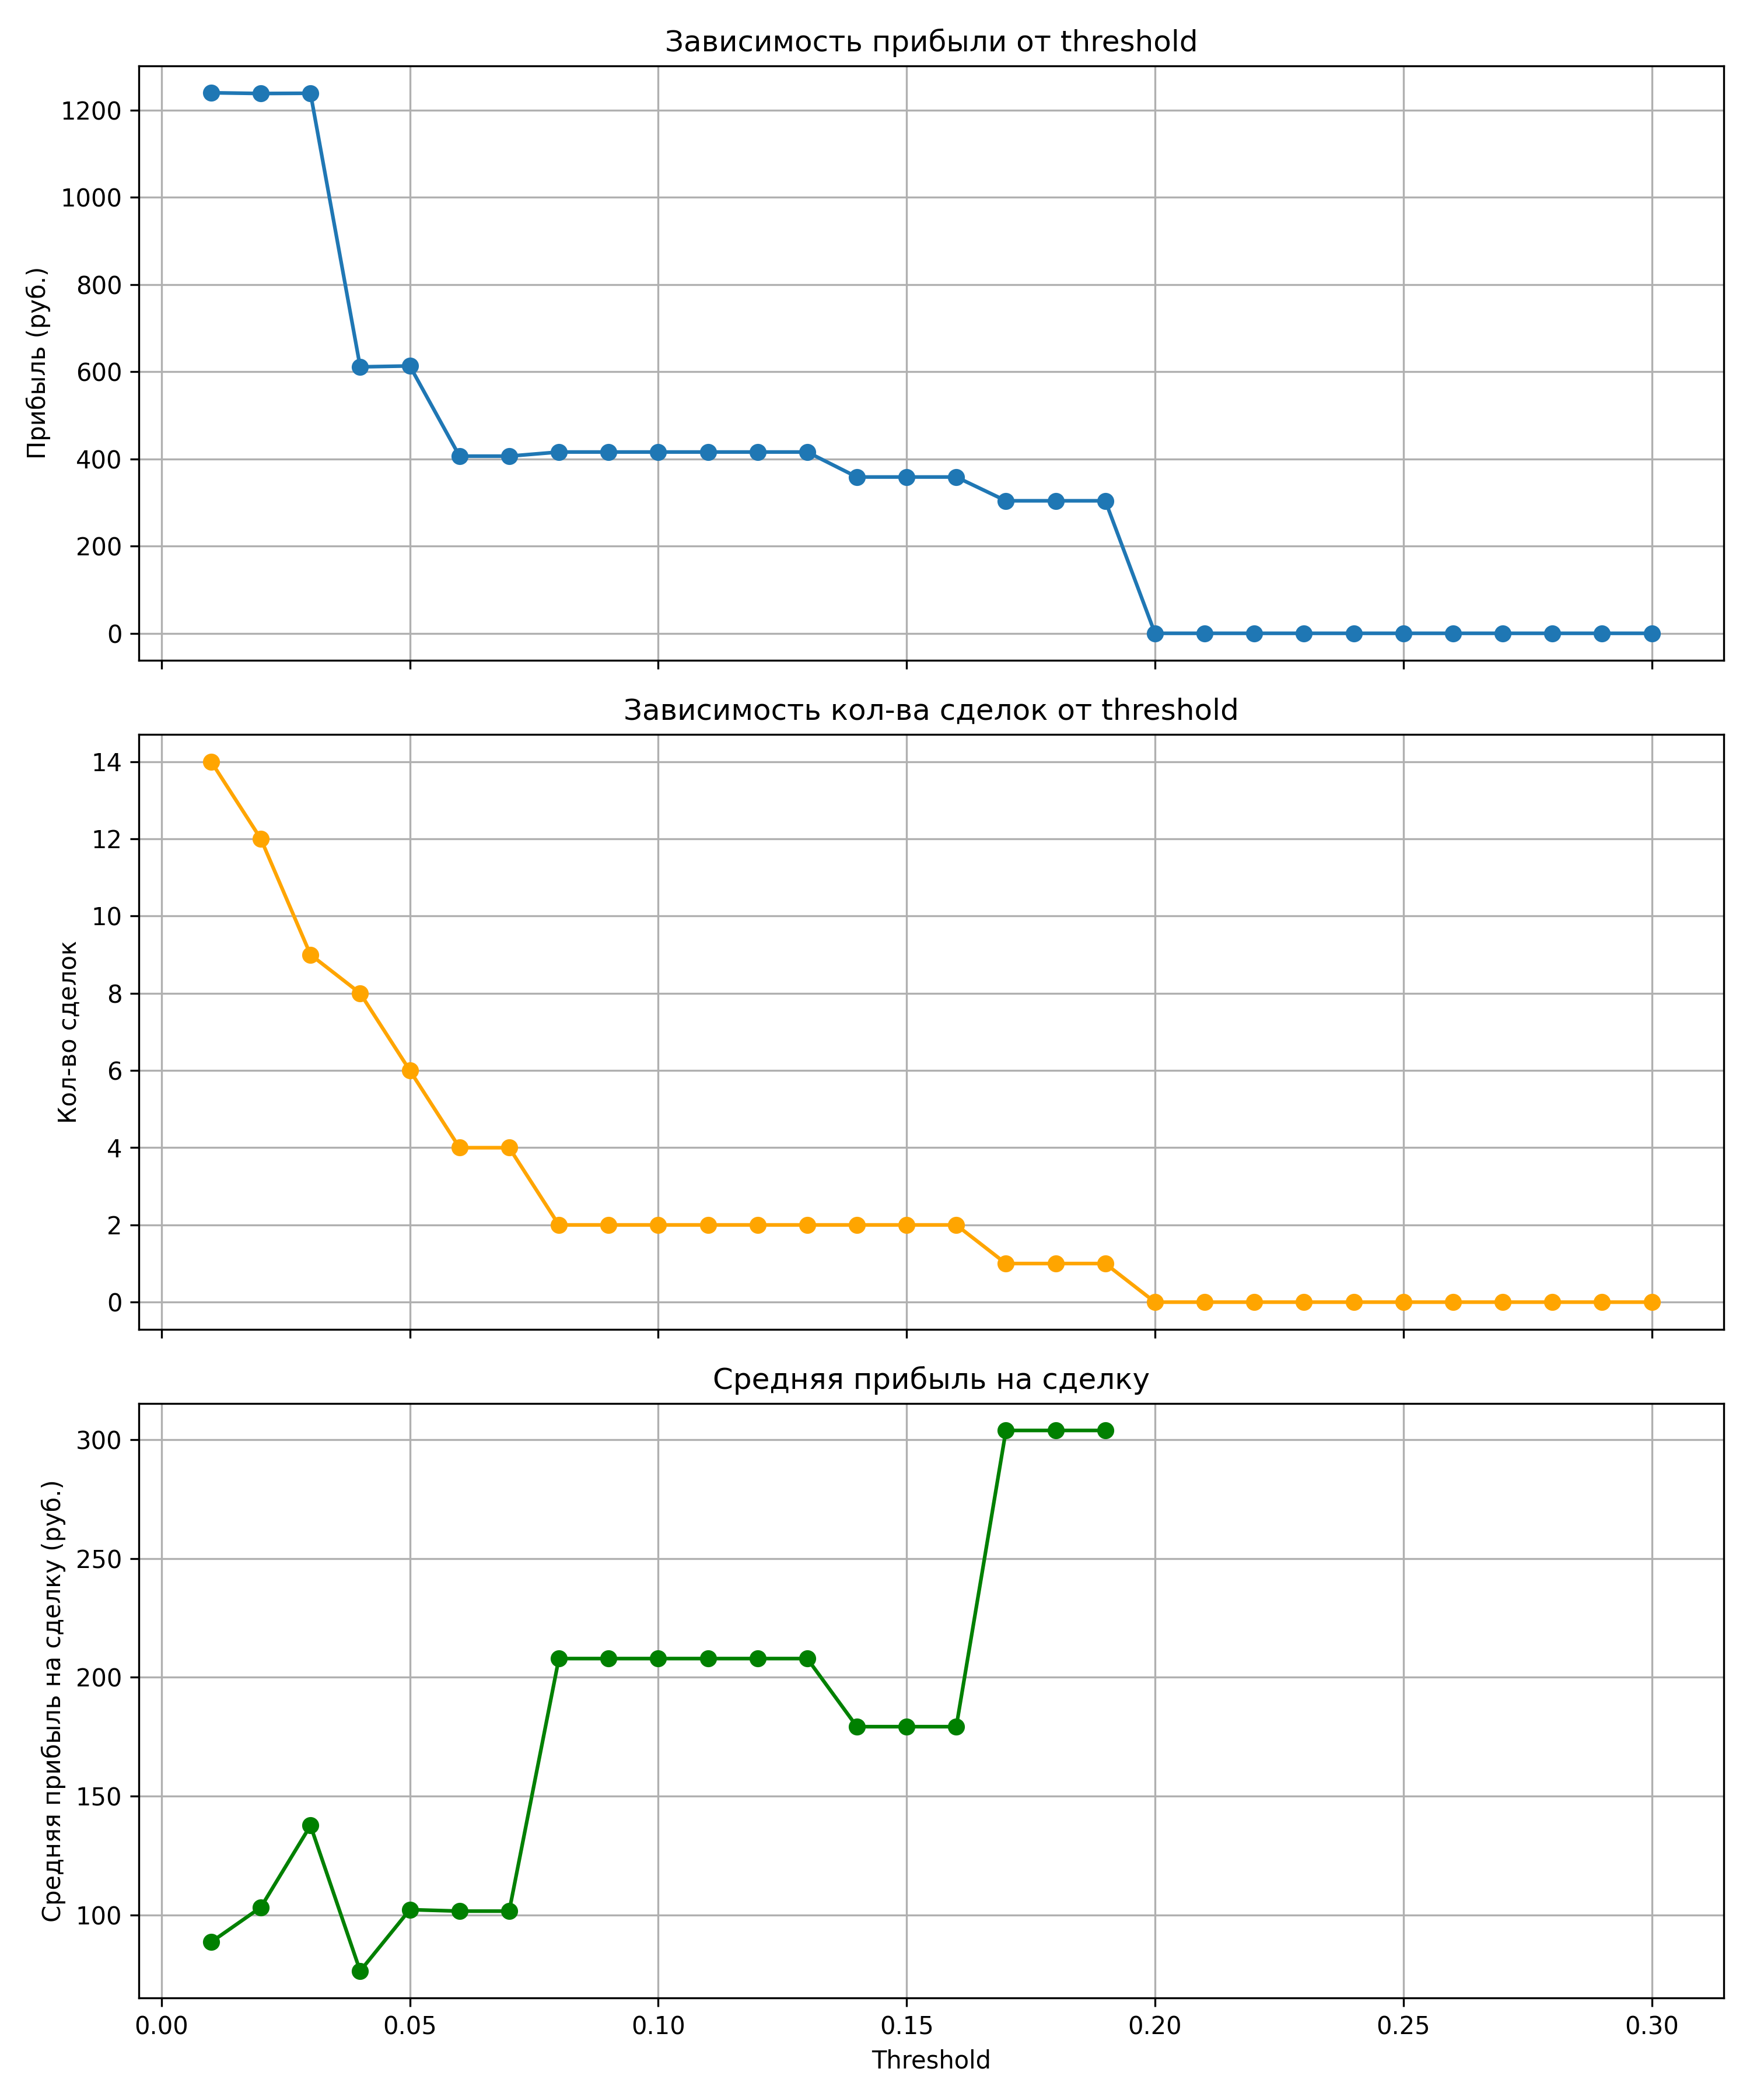 Зависимость прибыли от threshold
Прибыль (руб.)
1200
1000
800
600
400
200
0
Зависимость кол-ва сделок от threshold
Кол-во сделок
14
12
10
8
6
4
2
0
Средняя прибыль на сделку
Средняя прибыль на сделку (руб.)
300
250
200
150
100
0.00 0.05 0.10 0.15 0.20 0.25 0.30
Threshold